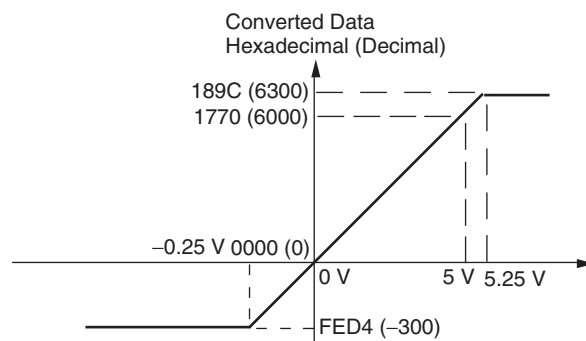 Converted Data
Hexadecimal (Decimal)
189C (6300)
1770 (6000)
−0.25 V 0000 (0)
0 V 5 V 5.25 V
FED4 (−300)